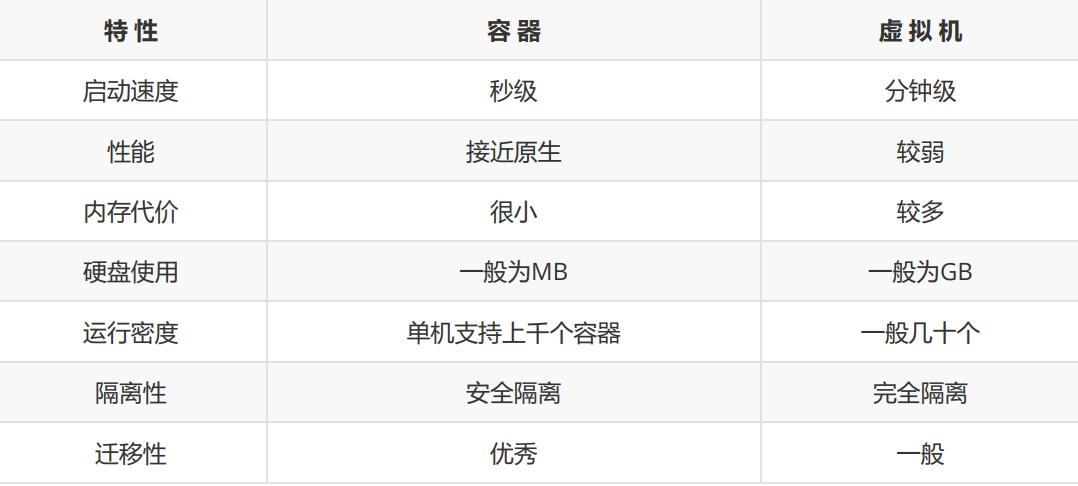 特性 容器 虚拟机
启动速度 秒级 分钟级
性能 接近原生 较弱
内存代价 很小 较多
硬盘使用 一般为MB 一般为GB
运行密度 单机支持上千个容器 一般几十个
隔离性 安全隔离 完全隔离
迁移性 优秀 一般